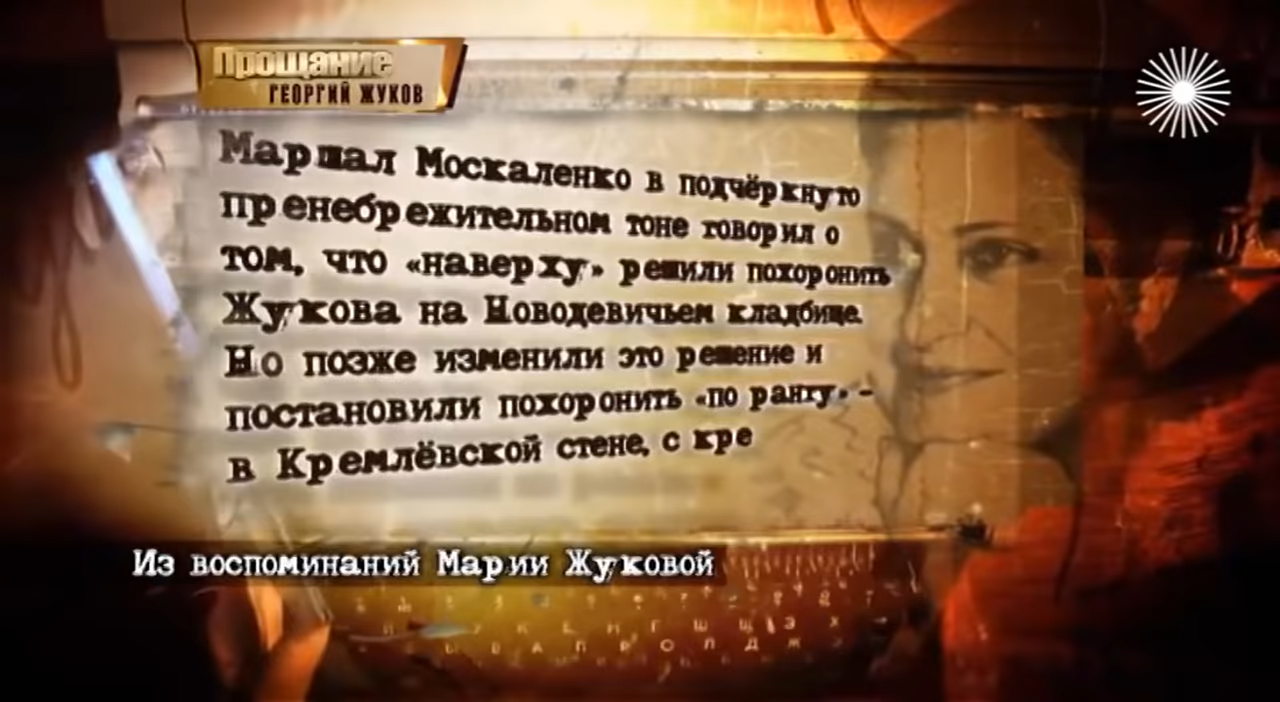 Прощание
ГЕОРГИЙ ЖУКОВ
Маршал Москаленко в подчёркнуто
пренебрежительном тоне говорил о
том, что «наверху» решили похоронить
Жукова на Новодевичьем кладбище.
Но позже изменили это решение и
постановили похоронить «по рангу» -
в Кремлёвской стене, с кре
Из воспоминаний Марии Жуковой
У К Е Н Г Ш Щ З Х
Ы В А П Р О Л Д Ж